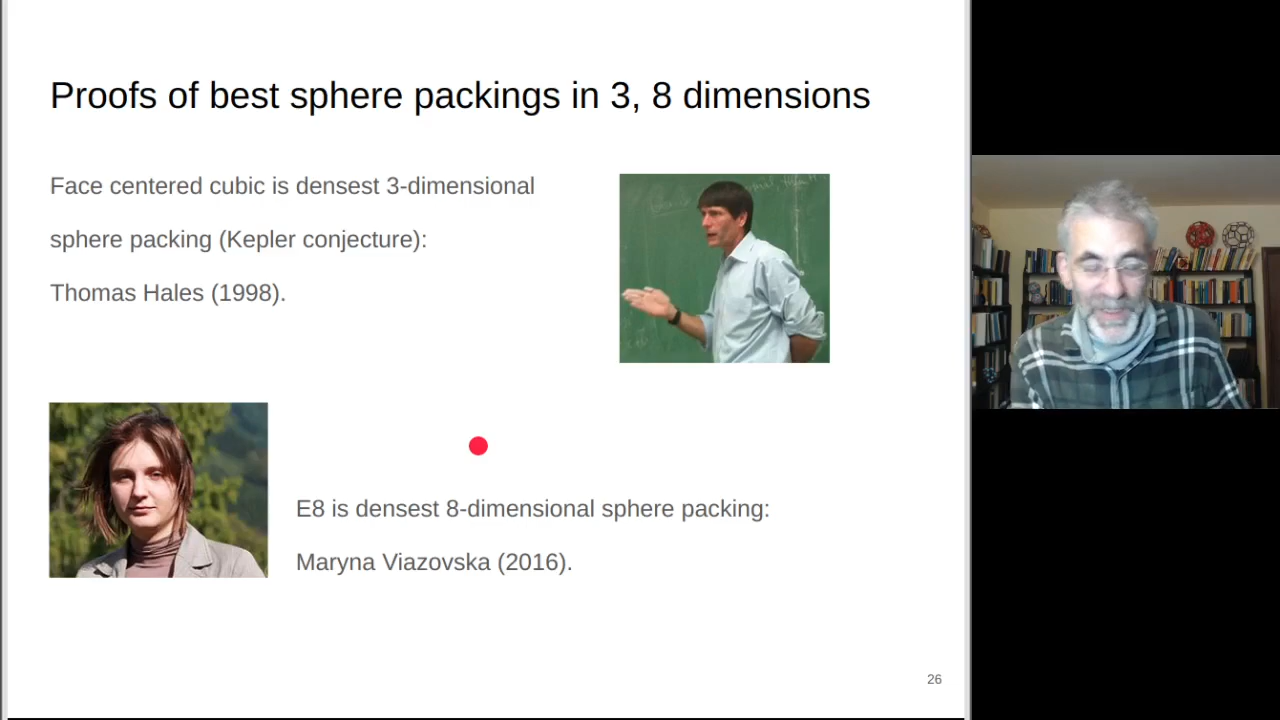 Proofs of best sphere packings in 3, 8 dimensions
Face centered cubic is densest 3-dimensional
sphere packing (Kepler conjecture):
Thomas Hales (1998).
E8 is densest 8-dimensional sphere packing:
Maryna Viazovska (2016).
26